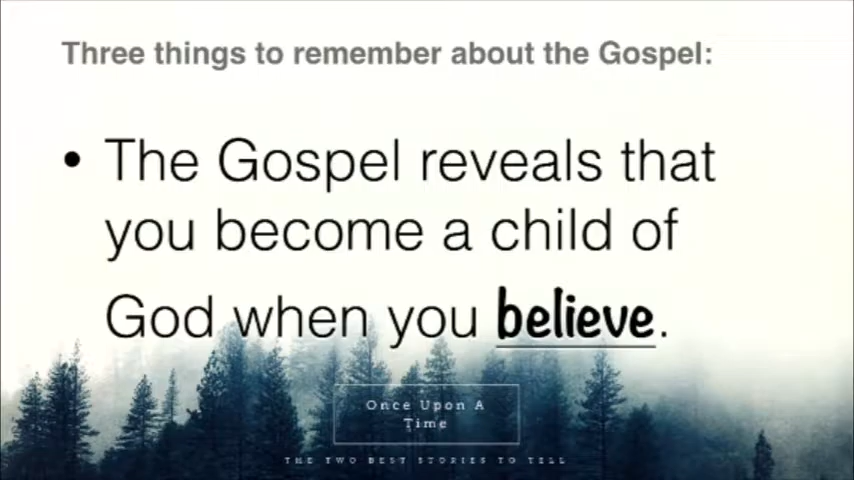 Three things to remember about the Gospel:
• The Gospel reveals that
you become a child of
God when you believe.
Once Upon A
Time
THE TWO BEST STORIES TO TELL